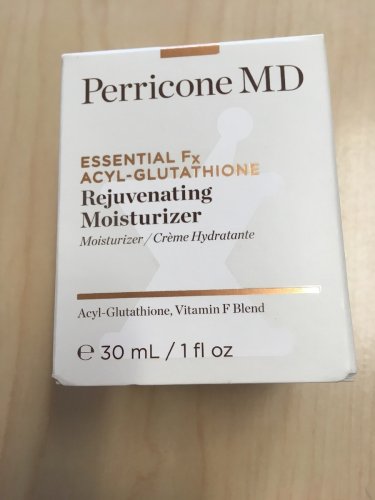 Perricone MD
ESSENTIAL Fx
ACYL-GLUTATHIONE
Rejuvenating
Moisturizer
Moisturizer / Crème Hydratante
Acyl-Glutathione, Vitamin F Blend
℮ 30 mL / 1 fl oz